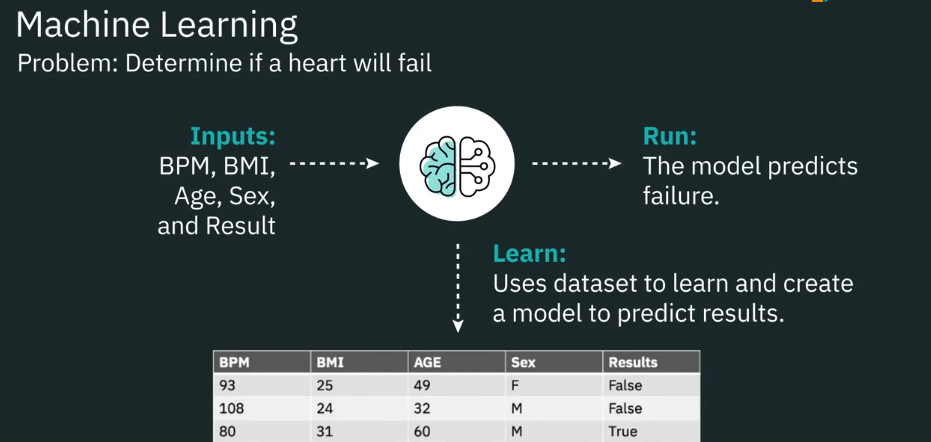 Machine Learning
Problem: Determine if a heart will fail
Inputs:
BPM, BMI,
Age, Sex,
and Result
Run:
The model predicts
failure.
Learn:
Uses dataset to learn and create
a model to predict results.
BPM BMI AGE Sex Results
93 25 49 F False
108 24 32 M False
80 31 60 M True